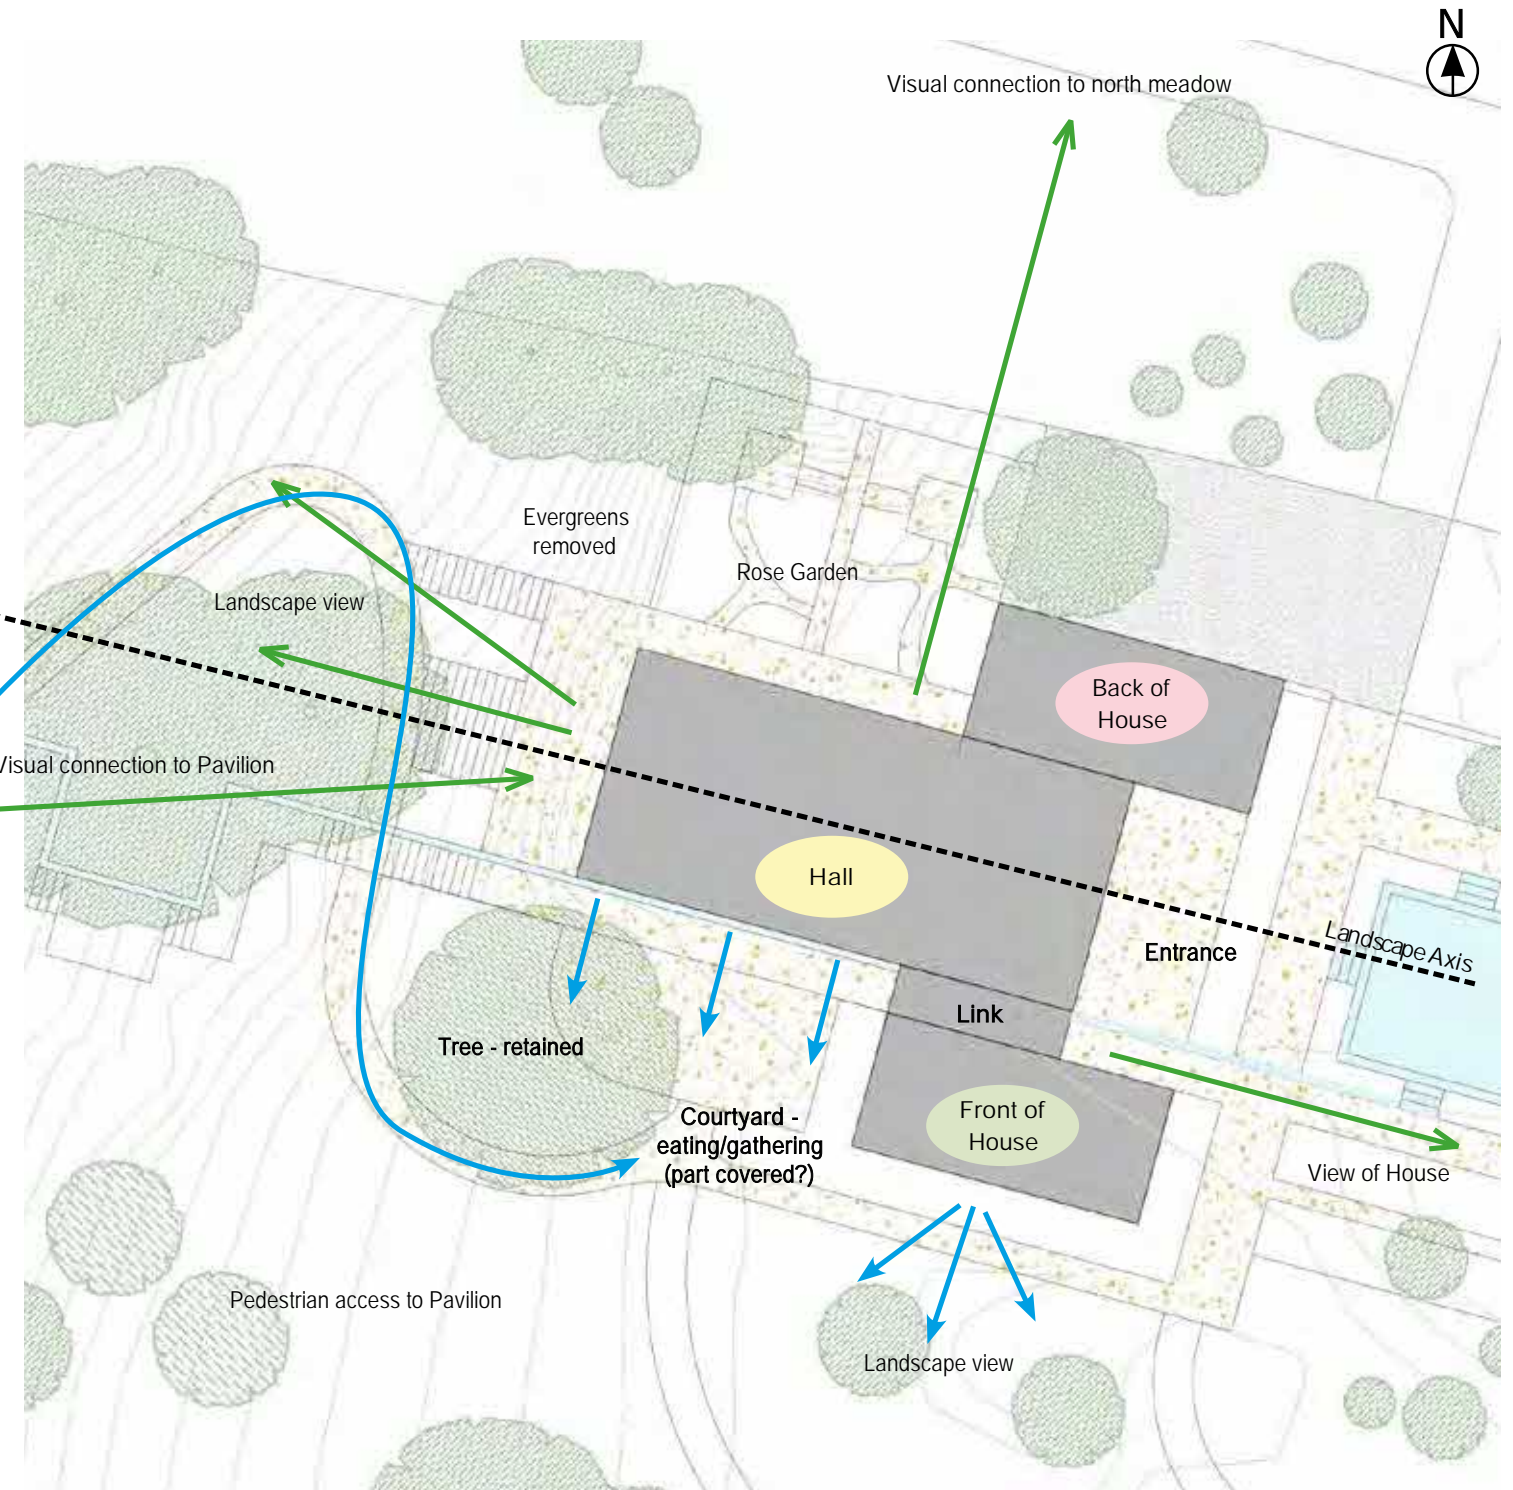 N
Visual connection to north meadow
Evergreens
removed
Rose Garden
Landscape view
Back of
House
Visual connection to Pavilion
Hall
Entrance
Landscape Axis
Link
Tree - retained
Front of
House
Courtyard -
eating/gathering
(part covered?)
View of House
Pedestrian access to Pavilion
Landscape view